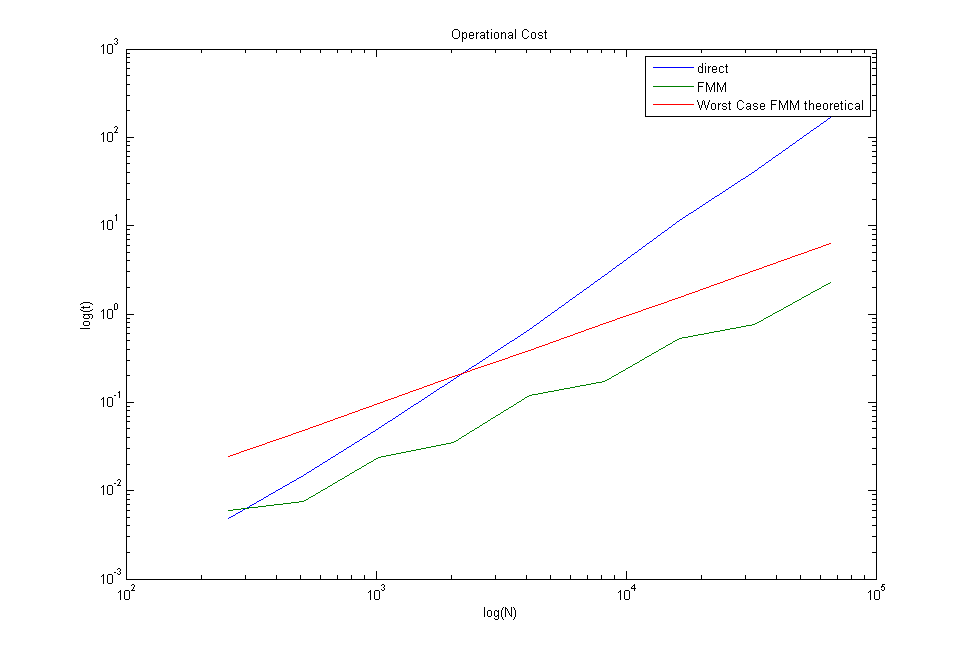 Operational Cost
direct
FMM
Worst Case FMM theoretical
10^3
10^2
10^1
10^0
10^-1
10^-2
10^-3
log(t)
10^2
10^3
10^4
10^5
log(N)